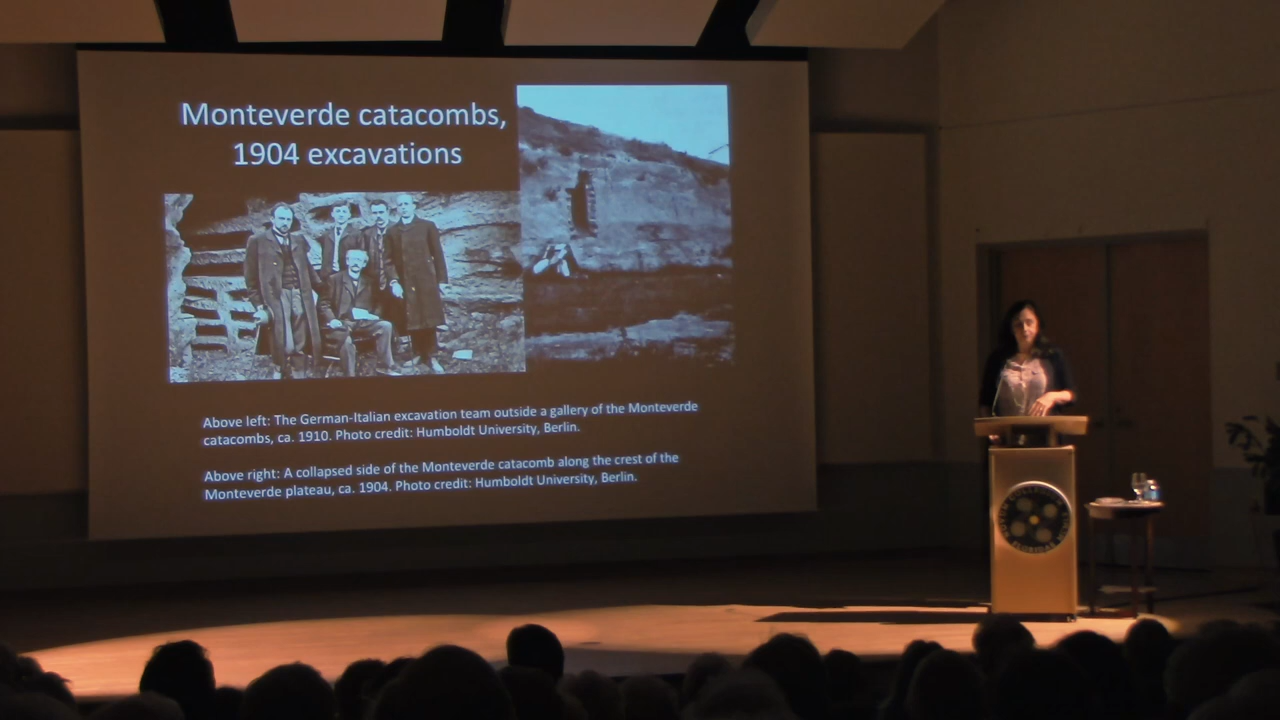 Monteverde catacombs,
1904 excavations
Above left: The German-Italian excavation team outside a gallery of the Monteverde
catacombs, ca. 1910. Photo credit: Humboldt University, Berlin.
Above right: A collapsed side of the Monteverde catacomb along the crest of the
Monteverde plateau, ca. 1904. Photo credit: Humboldt University, Berlin.